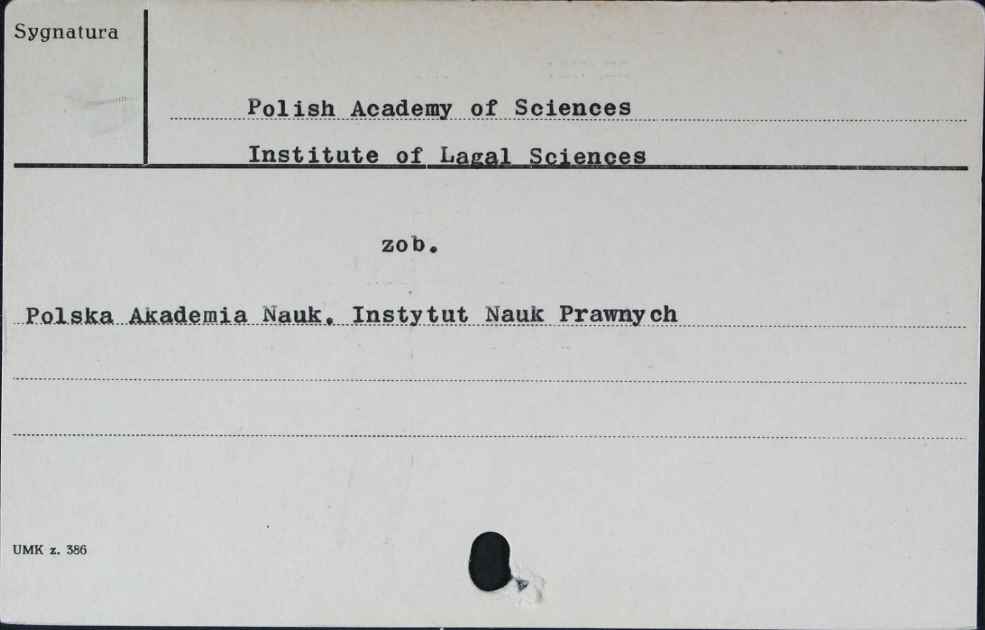 Sygnatura
Polish Academy of Sciences
Institute of Lagal Sciences
zob.
Polska Akademia Nauk. Instytut Nauk Prawnych
UMK z. 386